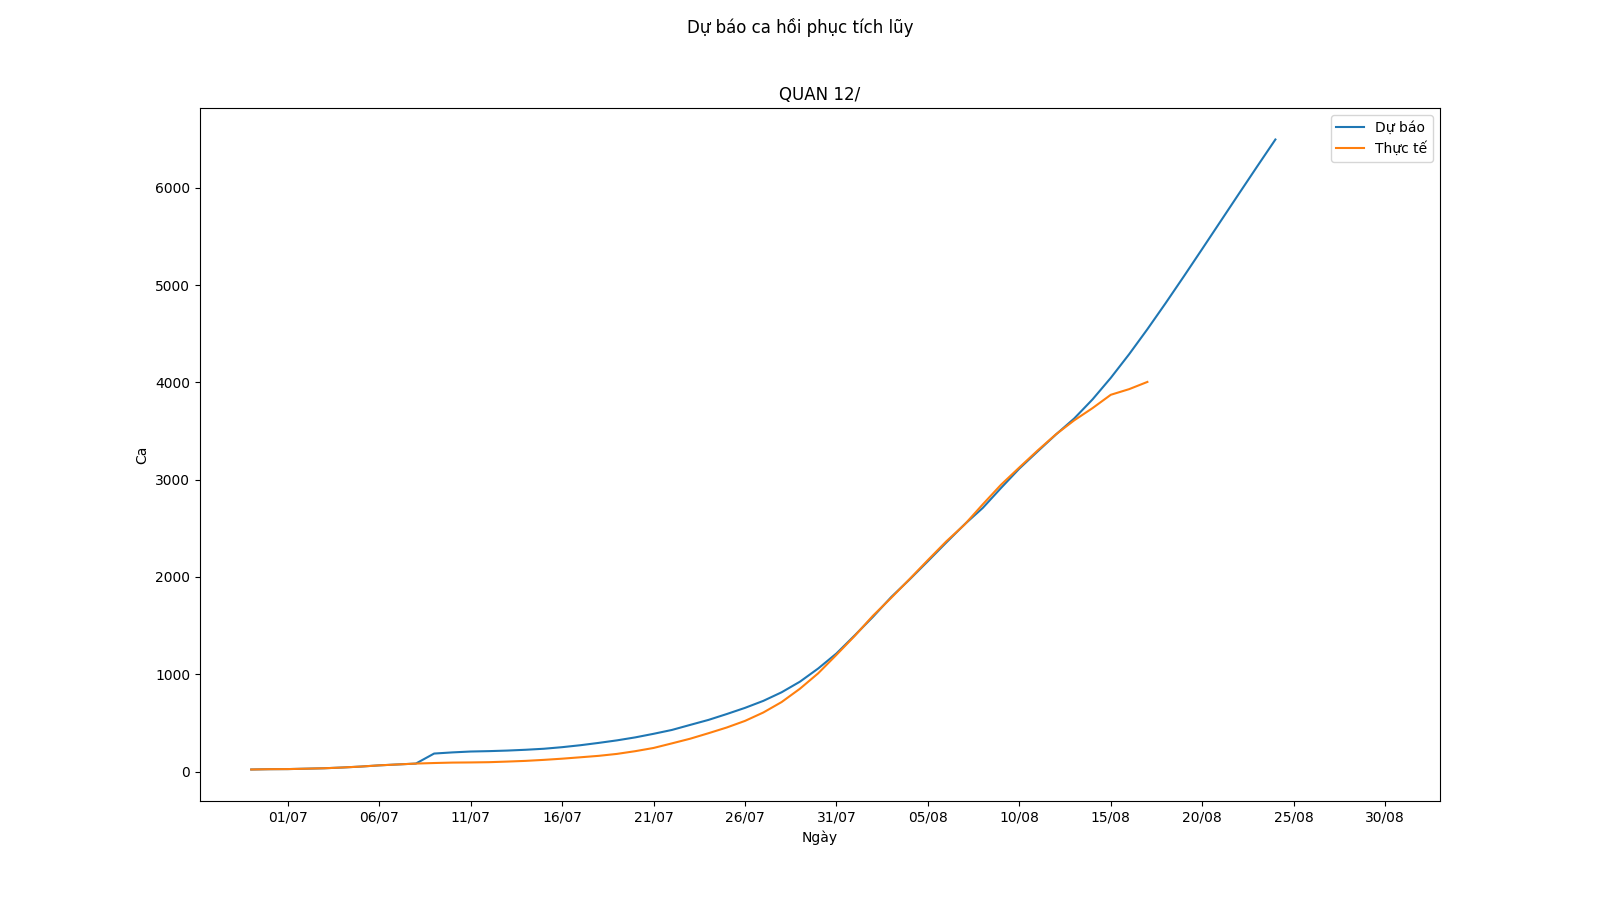 Dự báo ca hồi phục tích lũy
QUAN 12/
Dự báo
Thực tế
6000
5000
4000
3000
2000
1000
0
Ca
01/07 06/07 11/07 16/07 21/07 26/07 31/07 05/08 10/08 15/08 20/08 25/08 30/08
Ngày